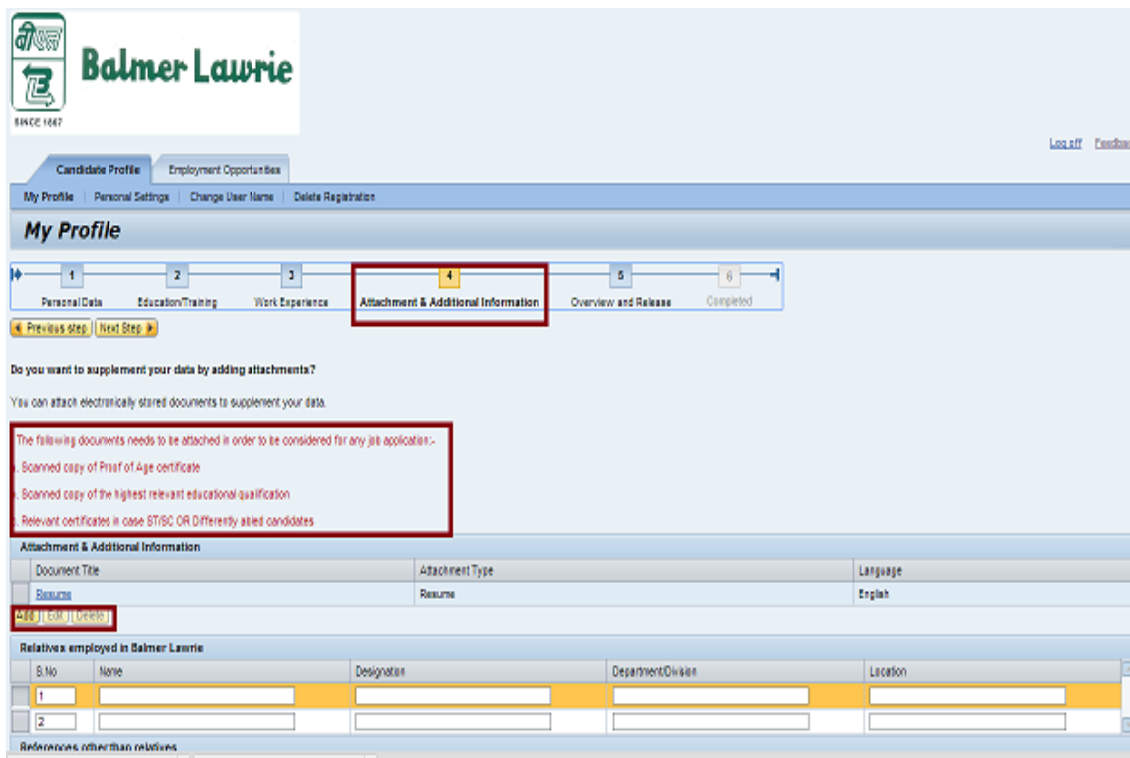 बीएल
Balmer Lawrie
SINCE 1867
Log off
Candidate Profile Employment Opportunities
My Profile Personal Settings Change User Name Delete Registration
My Profile
1 2 3 4 5 6
Personal Data Education/Training Work Experience Attachment & Additional Information Overview and Release Completed
Previous step Next Step
Do you want to supplement your data by adding attachments?
You can attach electronically stored documents to supplement your data.
The following documents needs to be attached in order to be considered for any job application:-
. Scanned copy of Proof of Age certificate
. Scanned copy of the highest relevant educational qualification
. Relevant certificates in case ST/SC OR Differently abled candidates
Attachment & Additional Information
Document Title Attachment Type Language
Resume Resume English
Add Edit Delete
Relatives employed in Balmer Lawrie
S.No Name Designation Department/Division Location
1
2
References other than relatives